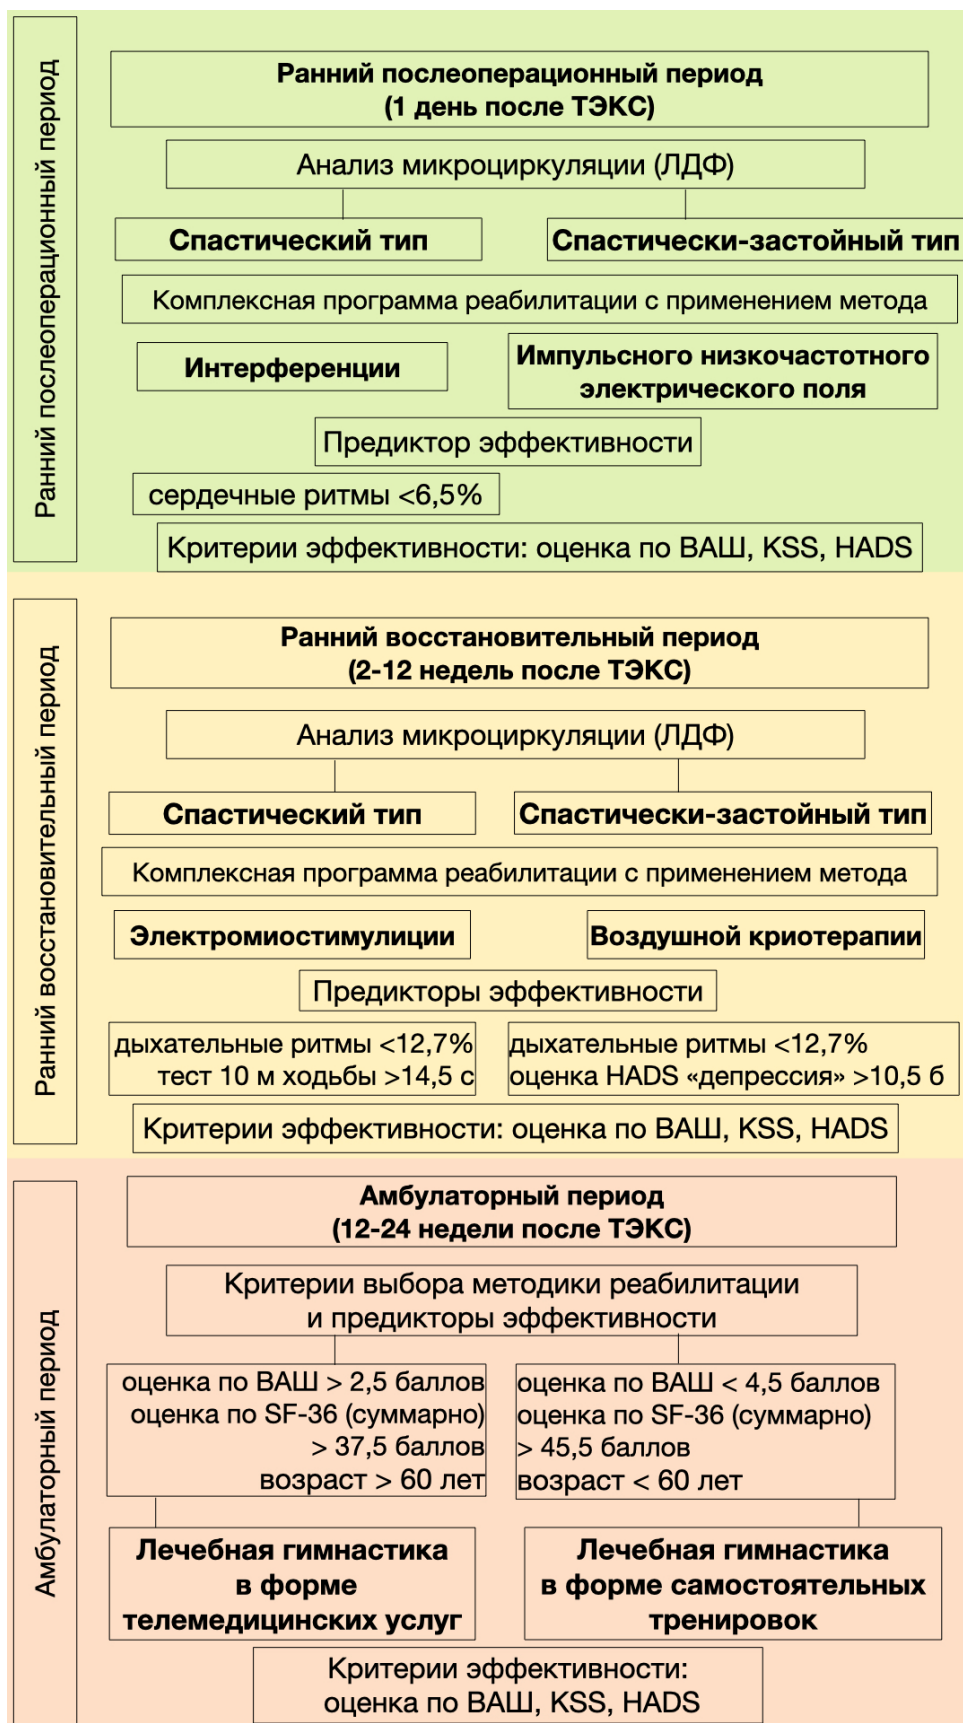 Ранний послеоперационный период
Ранний послеоперационный период
(1 день после ТЭКС)
Анализ микроциркуляции (ЛДФ)
Спастический тип
Спастически-застойный тип
Комплексная программа реабилитации с применением метода
Интерференции
Импульсного низкочастотного
электрического поля
Предиктор эффективности
сердечные ритмы <6,5%
Критерии эффективности: оценка по ВАШ, KSS, HADS
Ранний восстановительный период
Ранний восстановительный период
(2-12 недель после ТЭКС)
Анализ микроциркуляции (ЛДФ)
Спастический тип
Спастически-застойный тип
Комплексная программа реабилитации с применением метода
Электромиостимулиции
Воздушной криотерапии
Предикторы эффективности
дыхательные ритмы <12,7%
тест 10 м ходьбы >14,5 с
дыхательные ритмы <12,7%
оценка HADS «депрессия» >10,5 б
Критерии эффективности: оценка по ВАШ, KSS, HADS
Амбулаторный период
Амбулаторный период
(12-24 недели после ТЭКС)
Критерии выбора методики реабилитации
и предикторы эффективности
оценка по ВАШ > 2,5 баллов
оценка по SF-36 (суммарно)
> 37,5 баллов
возраст > 60 лет
оценка по ВАШ < 4,5 баллов
оценка по SF-36 (суммарно)
> 45,5 баллов
возраст < 60 лет
Лечебная гимнастика
в форме
телемедицинских услуг
Лечебная гимнастика
в форме самостоятельных
тренировок
Критерии эффективности:
оценка по ВАШ, KSS, HADS